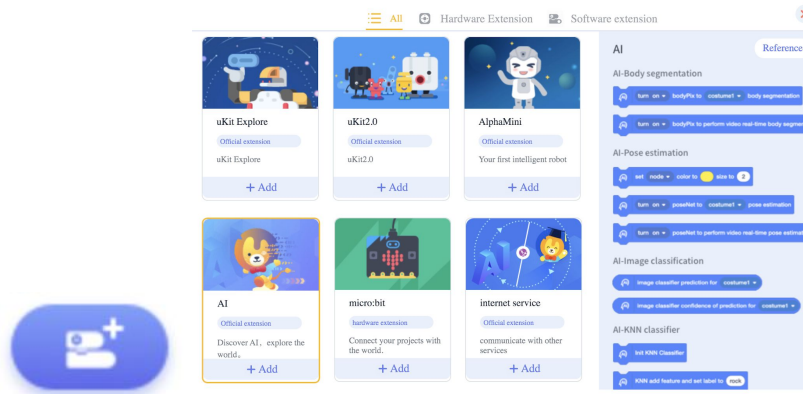 All
Hardware Extension
Software extension
uKit Explore
Official extension
uKit Explore
+ Add
uKit2.0
Official extension
uKit2.0
+ Add
AlphaMini
Official extension
Your first intelligent robot
+ Add
AI
Official extension
Discover AI，explore the
world。
+ Add
micro:bit
hardware extension
Connect your projects with
the world.
+ Add
internet service
Official extension
communicate with other
services
+ Add
AI
Reference
AI-Body segmentation
turn on bodyPix to costume1 body segmentation
turn on bodyPix to perform video real-time body segmen
AI-Pose estimation
set node color to size to 2
turn on poseNet to costume1 pose estimation
turn on poseNet to perform video real-time pose estimat
AI-Image classification
image classifier prediction for costume1
image classifier confidence of prediction for costume1
AI-KNN classifier
Init KNN Classifier
KNN add feature and set label to rock